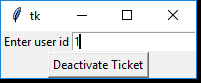 tk
Enter user id 1
Deactivate Ticket